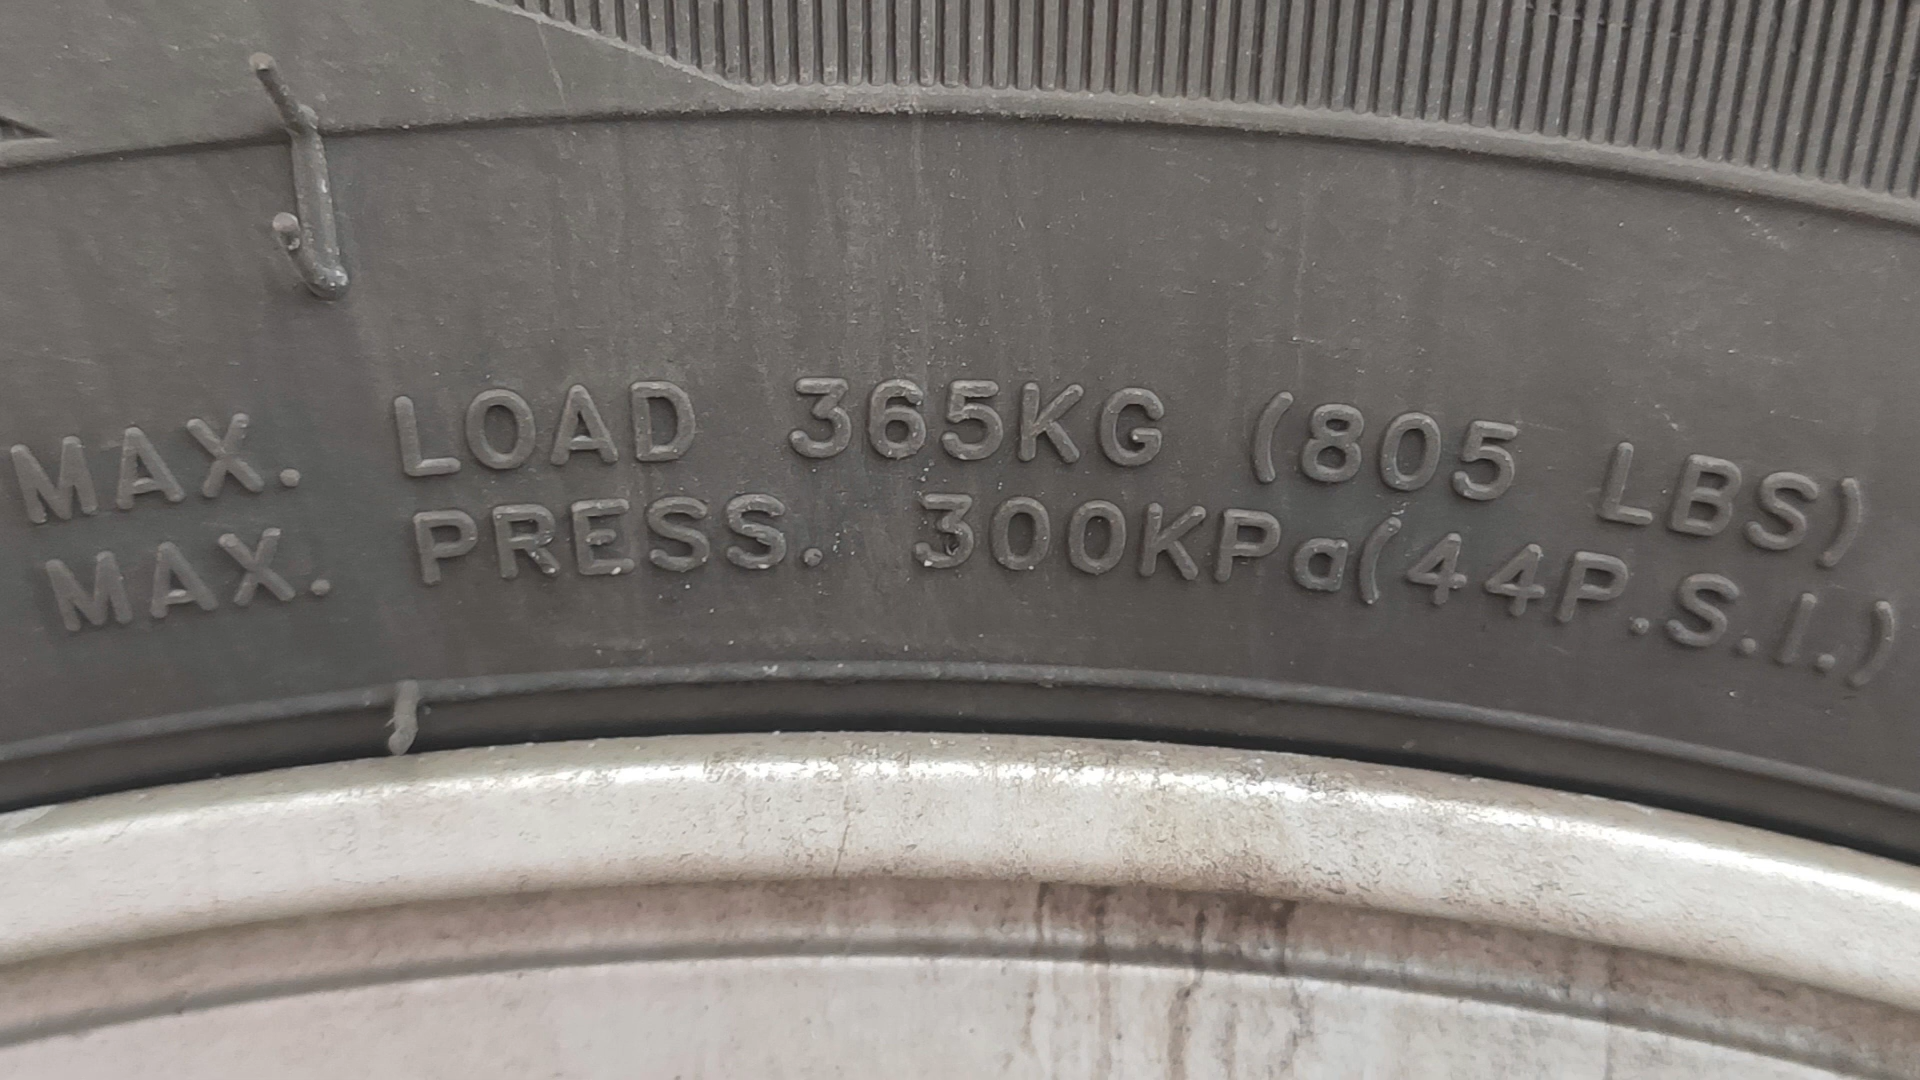 MAX. LOAD 365KG (805 LBS)
MAX. PRESS. 300KPa(44P.S.I.)